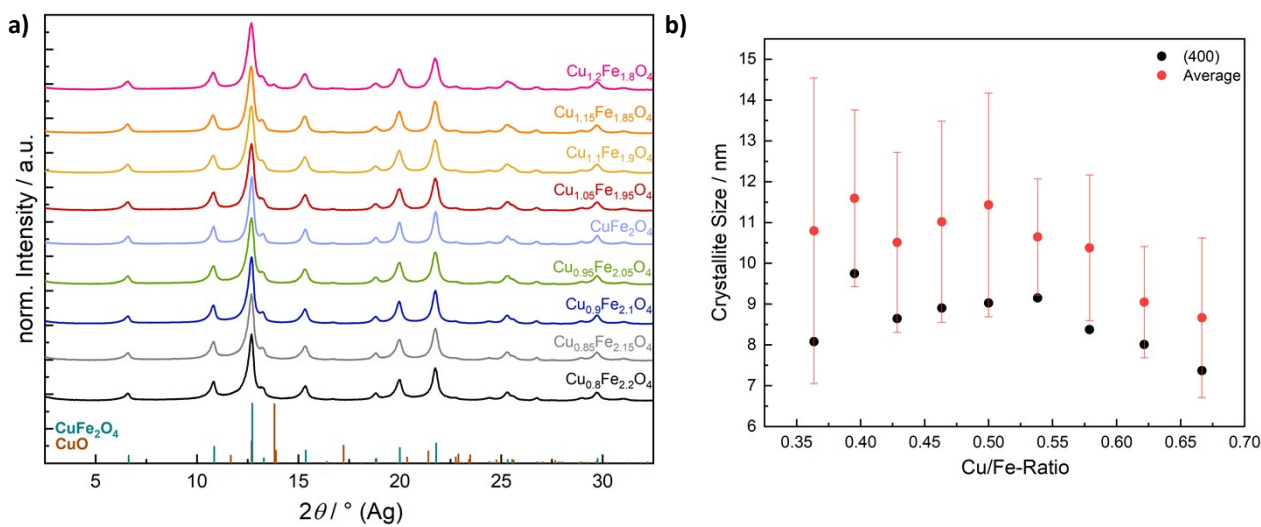 a)
norm. Intensity / a.u.
Cu1.2Fe1.8O4
Cu1.15Fe1.85O4
Cu1.1Fe1.9O4
Cu1.05Fe1.95O4
CuFe2O4
Cu0.95Fe2.05O4
Cu0.9Fe2.1O4
Cu0.85Fe2.15O4
Cu0.8Fe2.2O4
CuFe2O4
CuO
5 10 15 20 25 30
2θ / ° (Ag)
b)
Crystallite Size / nm
15
14
13
12
11
10
9
8
7
6
(400)
Average
0.35 0.40 0.45 0.50 0.55 0.60 0.65 0.70
Cu/Fe-Ratio